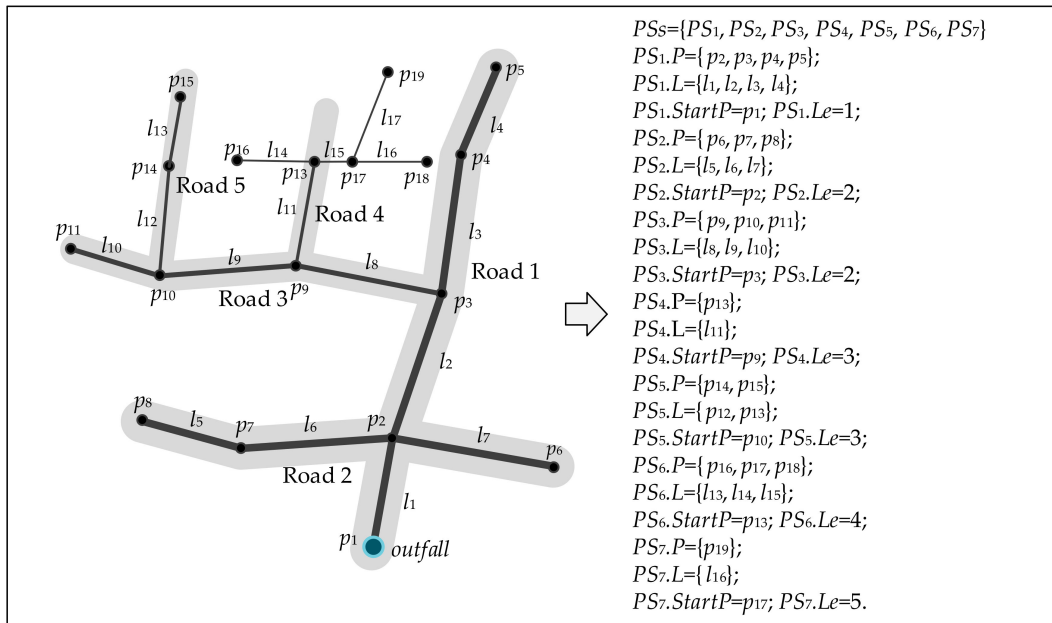 p5
p19
p15
l17
l4
l13
p16
l14
l15
l16
p4
p14
p13
p17
p18
Road 5
l11
Road 4
l12
l3
p11
l10
l9
l8
Road 1
p10
Road 3
p9
p3
l2
p8
l5
l6
p2
l7
p7
p6
Road 2
l1
p1
outfall
PSs={PS1, PS2, PS3, PS4, PS5, PS6, PS7}
PS1.P={ p2, p3, p4, p5};
PS1.L={l1, l2, l3, l4};
PS1.StartP=p1; PS1.Le=1;
PS2.P={ p6, p7, p8};
PS2.L={l5, l6, l7};
PS2.StartP=p2; PS2.Le=2;
PS3.P={ p9, p10, p11};
PS3.L={l8, l9, l10};
PS3.StartP=p3; PS3.Le=2;
PS4.P={p13};
PS4.L={l11};
PS4.StartP=p9; PS4.Le=3;
PS5.P={p14, p15};
PS5.L={p12, p13};
PS5.StartP=p10; PS5.Le=3;
PS6.P={ p16, p17, p18};
PS6.L={l13, l14, l15};
PS6.StartP=p13; PS6.Le=4;
PS7.P={p19};
PS7.L={ l16};
PS7.StartP=p17; PS7.Le=5.